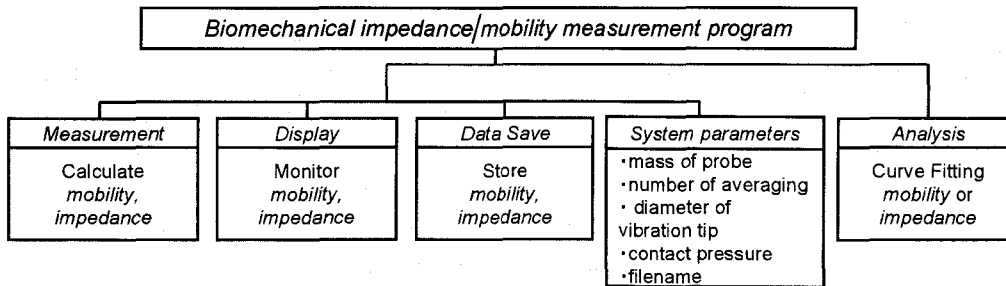 Biomechanical impedance/mobility measurement program
Measurement
Calculate
mobility,
impedance
Display
Monitor
mobility,
impedance
Data Save
Store
mobility,
impedance
System parameters
・mass of probe
・number of averaging
・ diameter of
vibration tip
・contact pressure
・filename
Analysis
Curve Fitting
mobility or
impedance